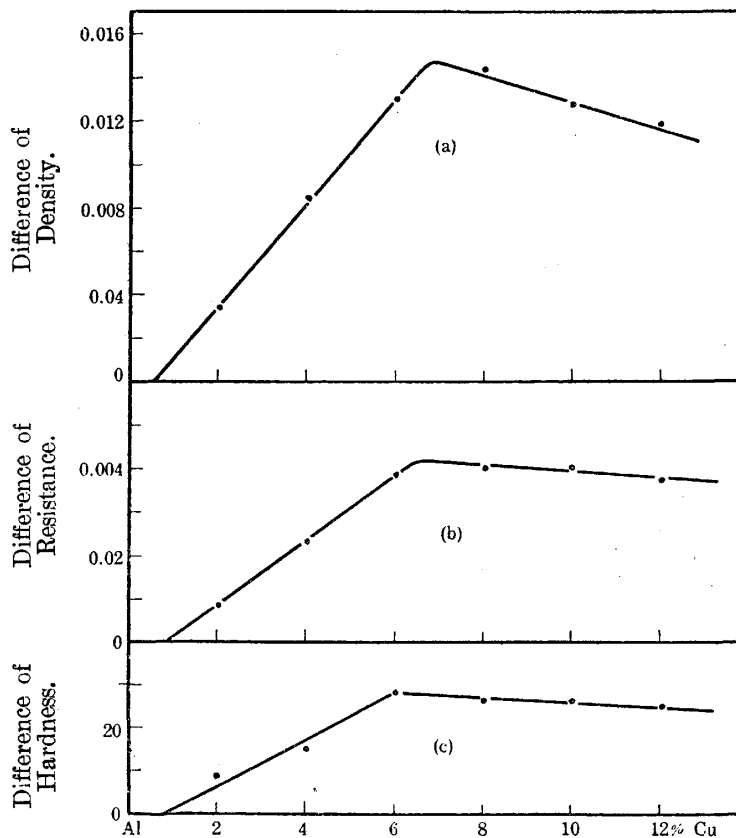 Difference of
Density.
0.016
0.012
0.008
0.04
0
(a)
Difference of
Resistance.
0.004
0.02
0
(b)
Difference of
Hardness.
20
0
(c)
Al 2 4 6 8 10 12% Cu